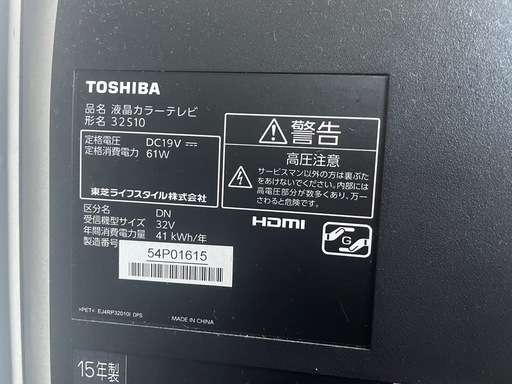 TOSHIBA
品名 液晶カラーテレビ
形名 32S10
定格電圧 DC19V ⎓
定格消費電力 61W
東芝ライフスタイル株式会社
区分名 DN
受信機型サイズ 32V
年間消費電力量 41 kWh/年
製造番号
54P01615
警告
高圧注意
サービスマン以外の方は裏ぶた
をあけないでください。内部には
高電圧部分が数多くあり、万一
さわると危険です。
HDMI
G
>PET< EJ4RP32010I DPS
MADE IN CHINA
15年製